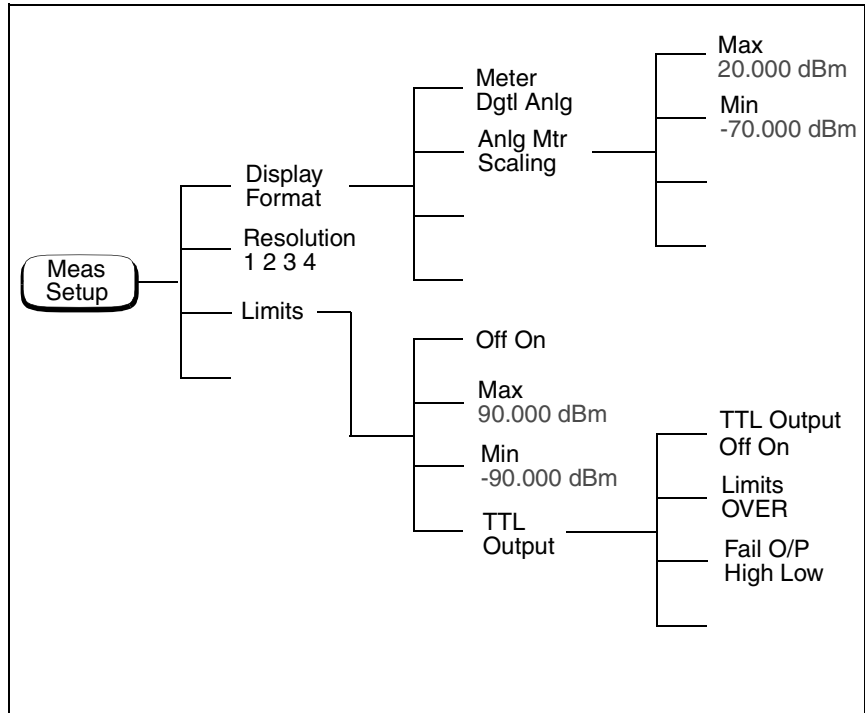 Meas
Setup
Display
Format
Resolution
1 2 3 4
Limits
Meter
Dgtl Anlg
Anlg Mtr
Scaling
Max
20.000 dBm
Min
-70.000 dBm
Off On
Max
90.000 dBm
Min
-90.000 dBm
TTL
Output
TTL Output
Off On
Limits
OVER
Fail O/P
High Low